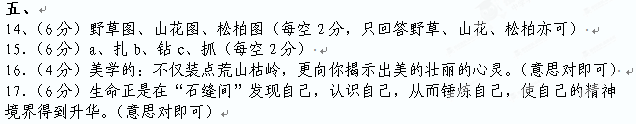 五、
14、（6分）野草图、山花图、松柏图（每空2分，只回答野草、山花、松柏亦可）
15．（6分）a、扎 b、钻 c、抓（每空2分）
16.（4分）美学的：不仅装点荒山枯岭，更向你揭示出美的壮丽的心灵。（意思对即可）
17.（6分）生命正是在“石缝间”发现自己，认识自己，从而锤炼自己，使自己的精神
境界得到升华。（意思对即可）